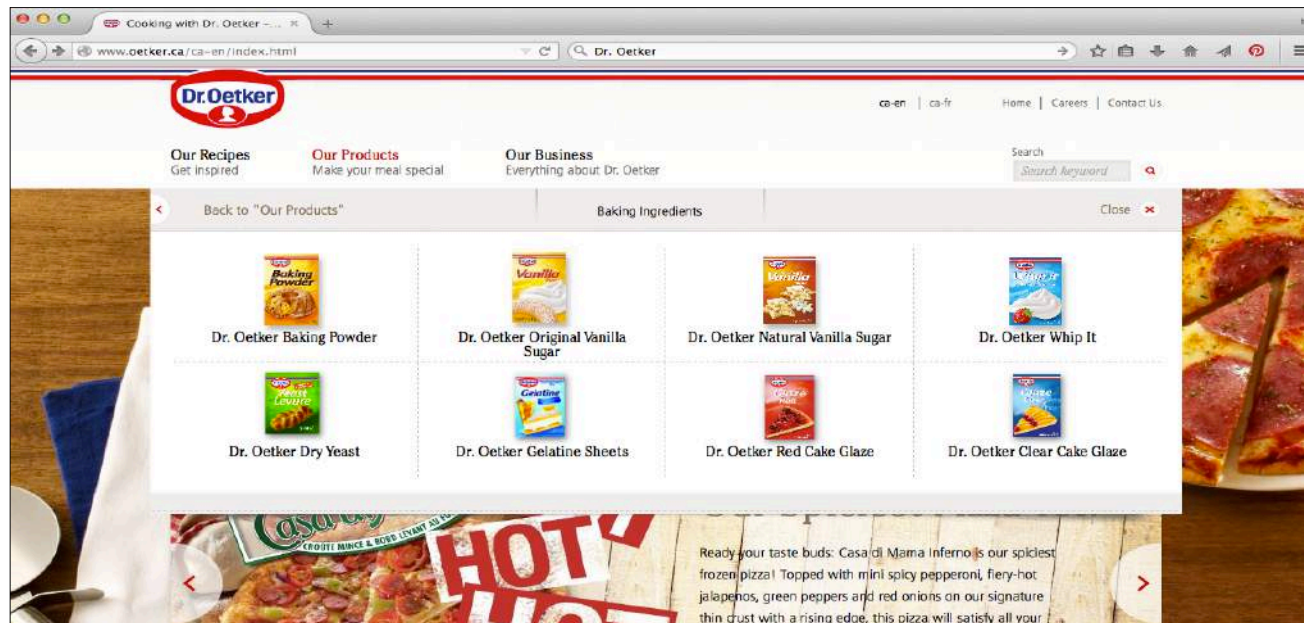 Cooking with Dr. Oetker –...
www.oetker.ca/ca-en/index.html
Dr. Oetker
Dr.Oetker
ca-en | ca-fr
Home | Careers | Contact Us
Our Recipes
Get inspired
Our Products
Make your meal special
Our Business
Everything about Dr. Oetker
Search
Search keyword
Back to "Our Products"
Baking Ingredients
Close
Baking
Powder
Dr. Oetker Baking Powder
Vanilla
Dr. Oetker Original Vanilla
Sugar
Vanilla
Dr. Oetker Natural Vanilla Sugar
Whip it
Dr. Oetker Whip It
Yeast
Levure
Dr. Oetker Dry Yeast
Gelatine
Dr. Oetker Gelatine Sheets
Dr. Oetker Red Cake Glaze
Dr. Oetker Clear Cake Glaze
CROÛTE MINCE & BORD LEVANT AU
HOT
HOT
Ready your taste buds: Casa di Mama Inferno is our spiciest
frozen pizza! Topped with mini spicy pepperoni, fiery-hot
jalapeños, green peppers and red onions on our signature
thin crust with a rising edge, this pizza will satisfy all your